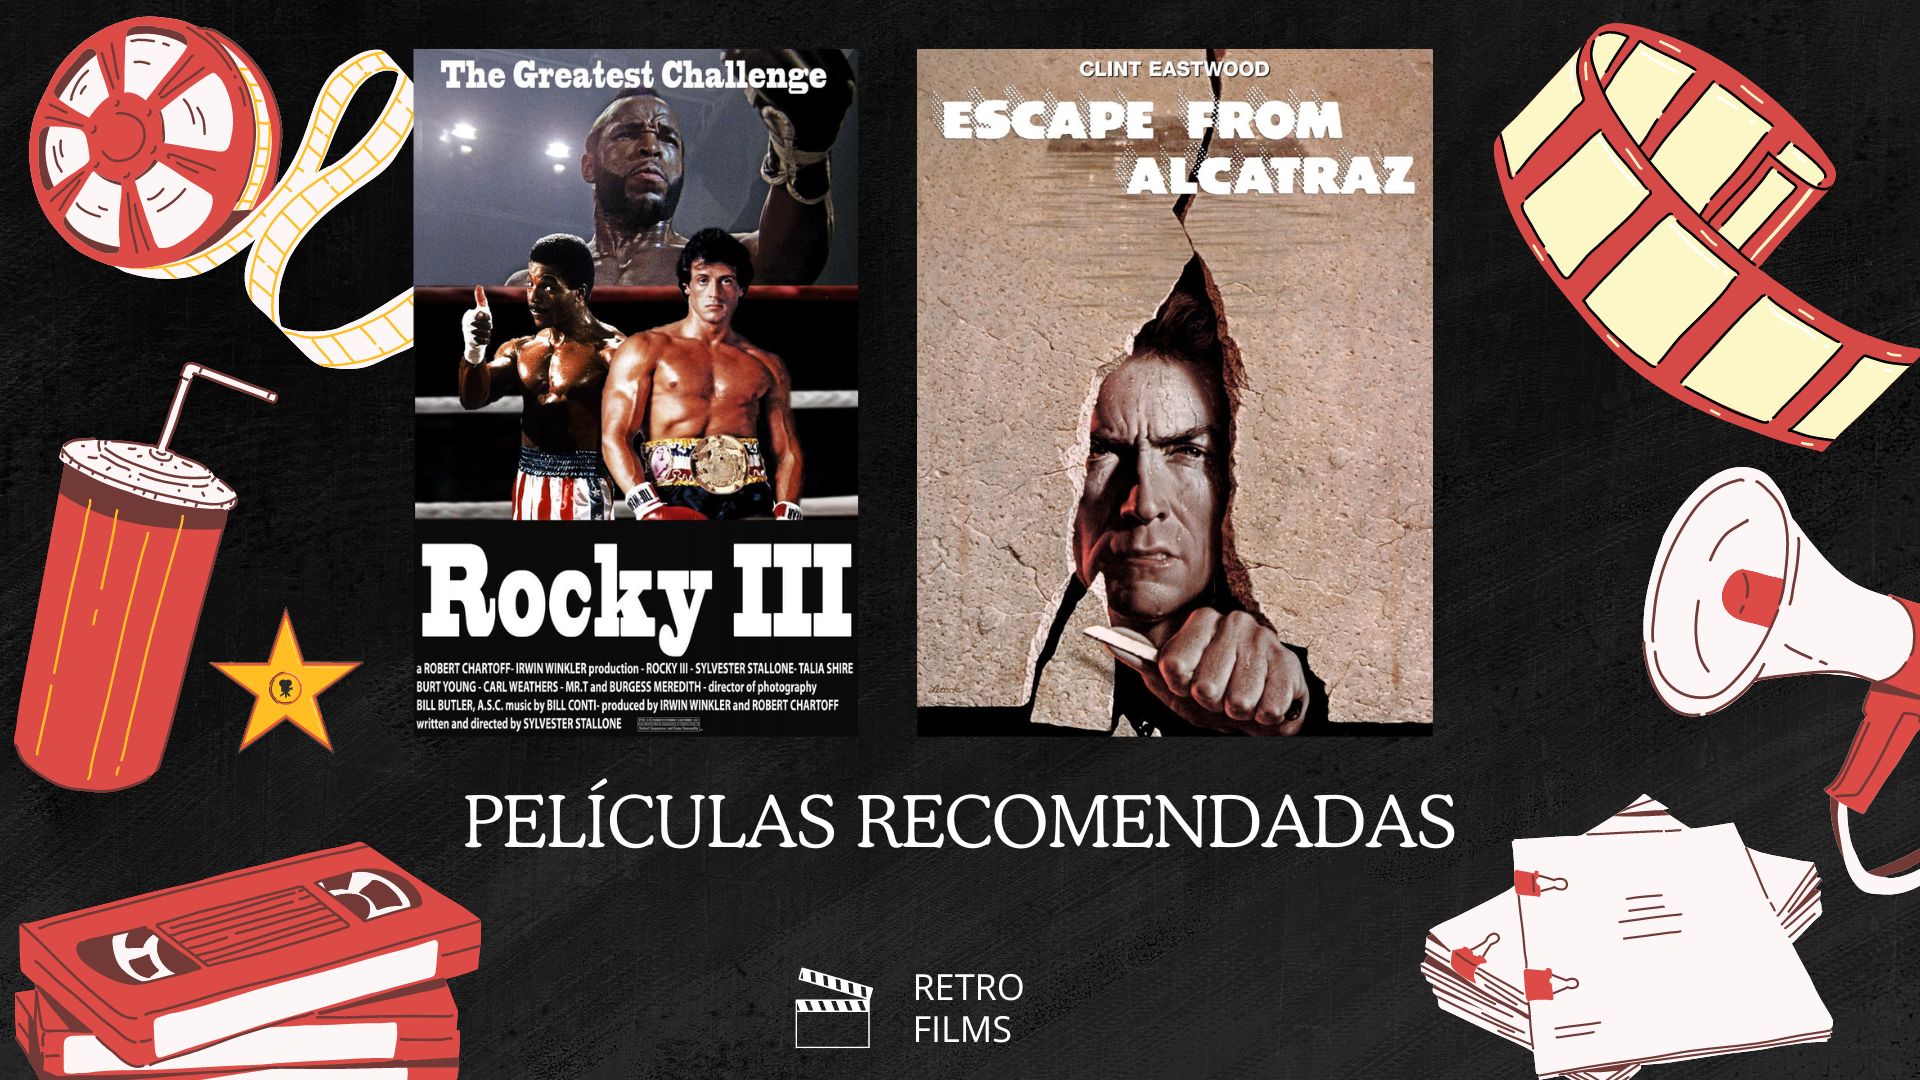 The Greatest Challenge
Rocky III
a ROBERT CHARTOFF- IRWIN WINKLER production - ROCKY III - SYLVESTER STALLONE- TALIA SHIRE
BURT YOUNG - CARL WEATHERS - MR.T and BURGESS MEREDITH - director of photography
BILL BUTLER, A.S.C. music by BILL CONTI- produced by IRWIN WINKLER and ROBERT CHARTOFF
written and directed by SYLVESTER STALLONE
CLINT EASTWOOD
ESCAPE FROM
ALCATRAZ
PELÍCULAS RECOMENDADAS
RETRO
FILMS